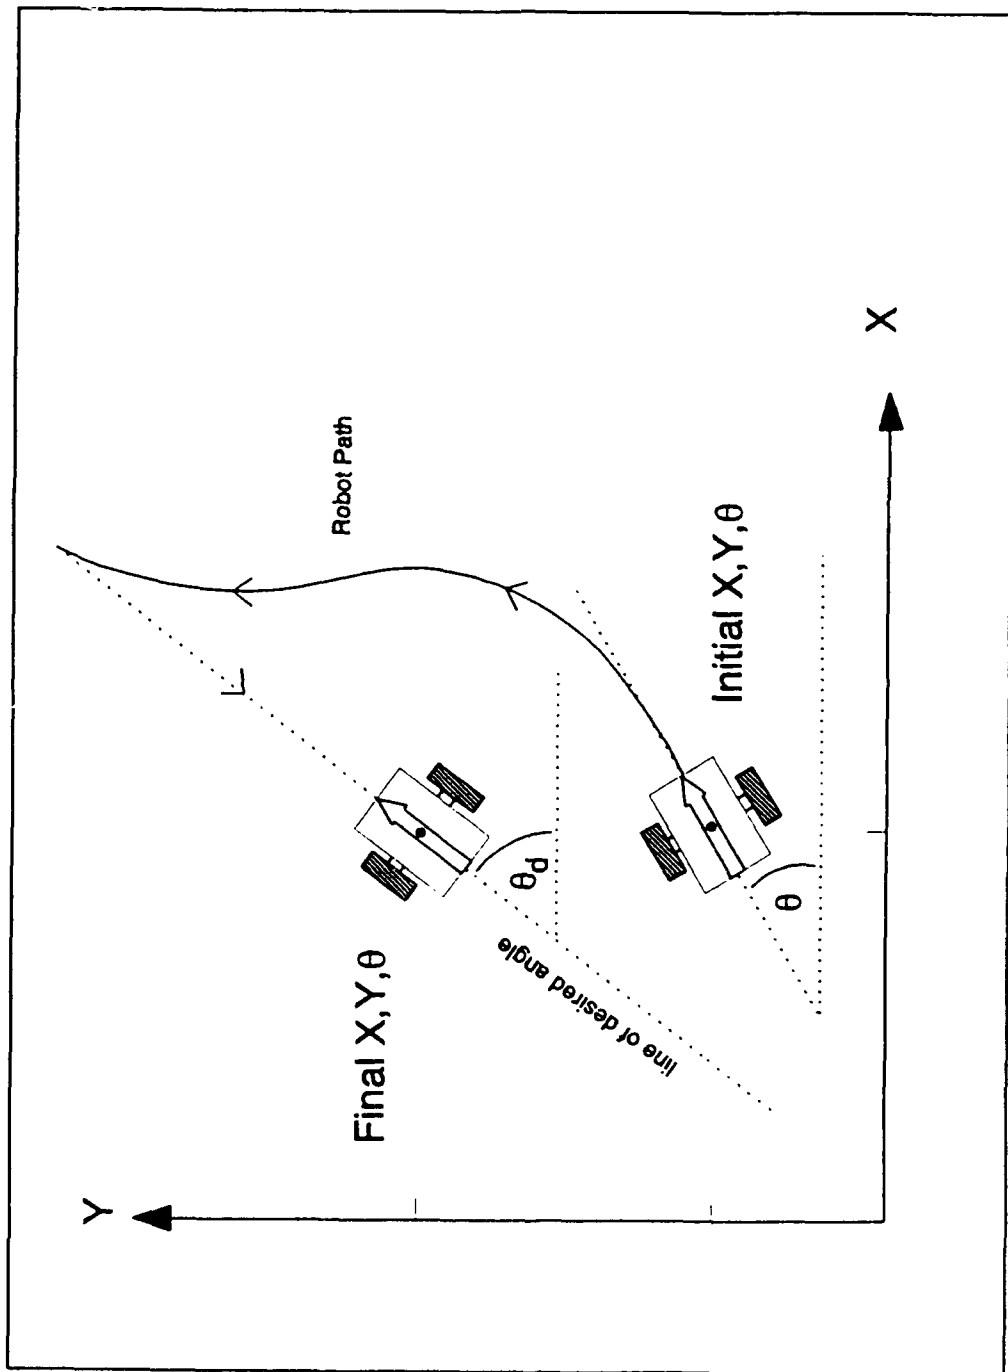 Y
Robot Path
Final X,Y,θ
θd
line of desired angle
Initial X,Y,θ
θ
X